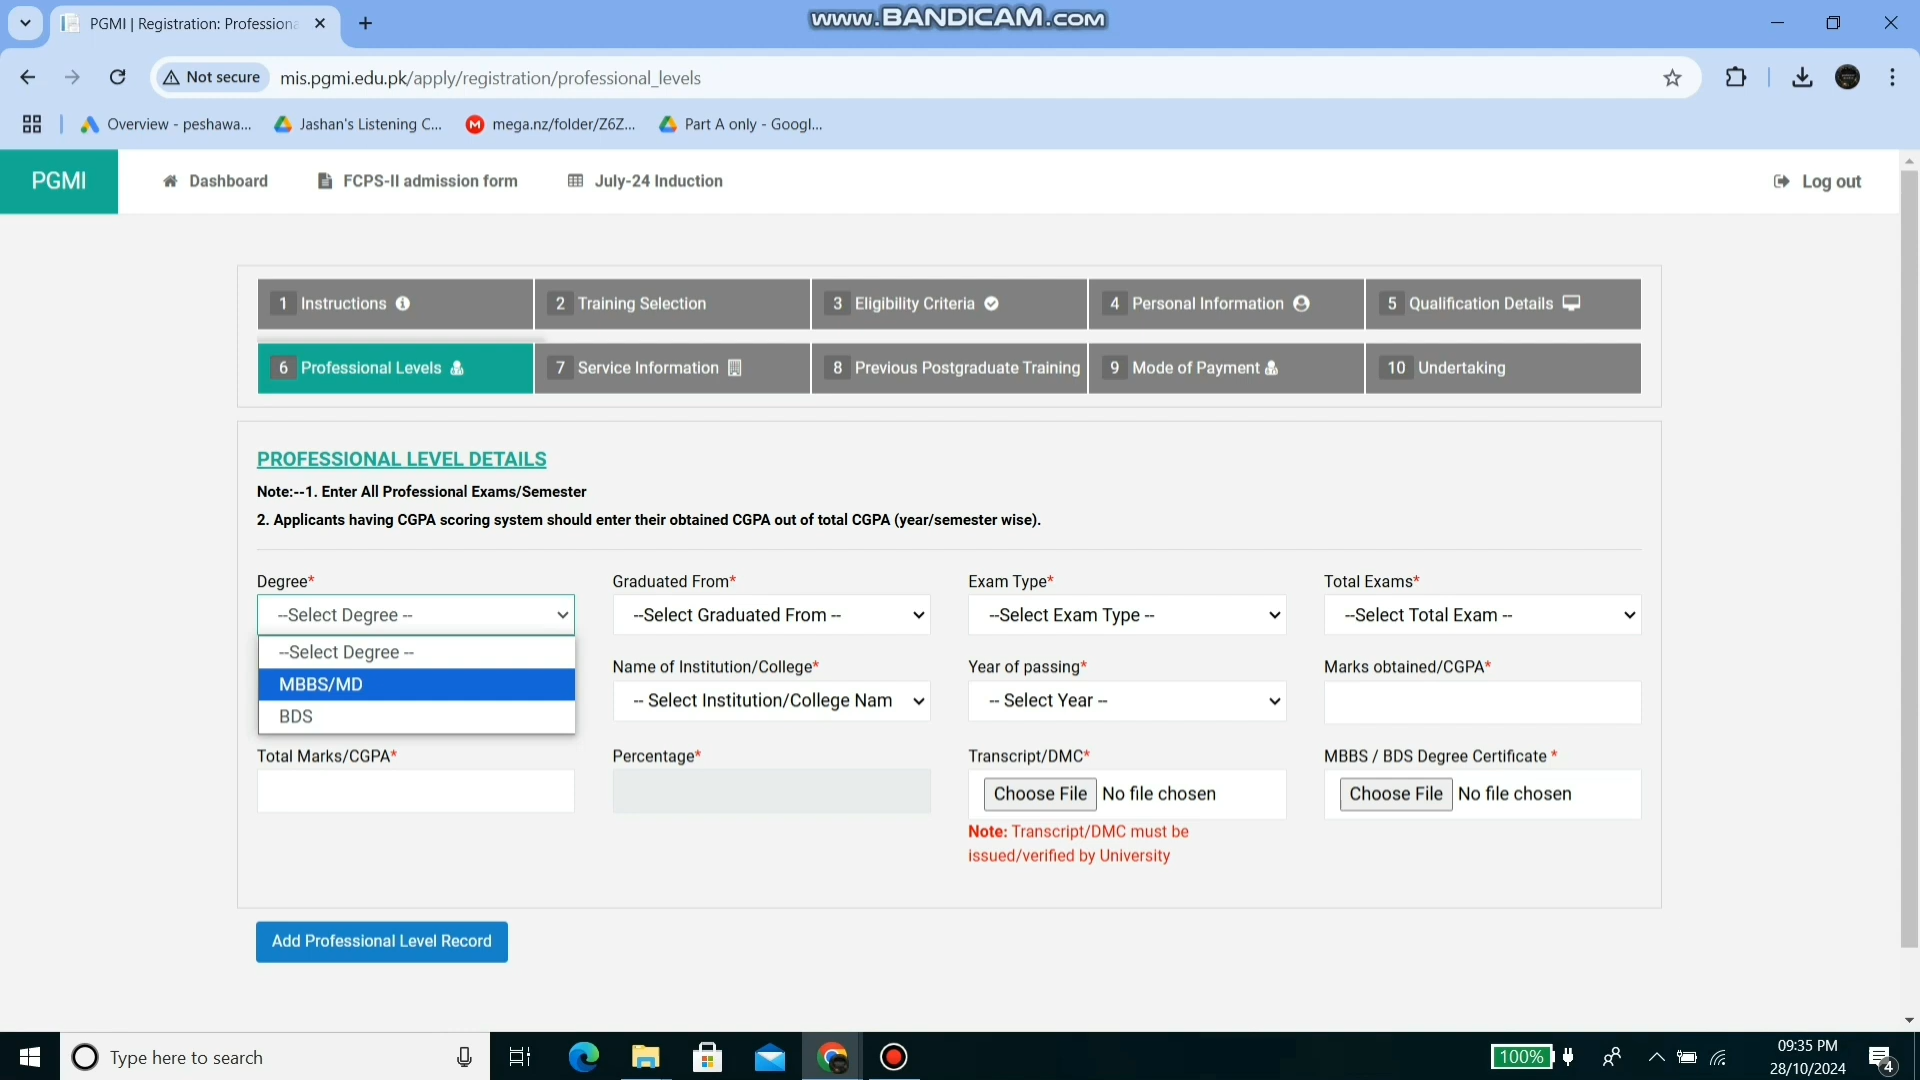 www.BANDICAM.com
PGMI | Registration: Professiona
Not secure
mis.pgmi.edu.pk/apply/registration/professional_levels
Overview - peshawa...
Jashan's Listening C...
mega.nz/folder/Z6Z...
Part A only - Googl...
PGMI
Dashboard
FCPS-II admission form
July-24 Induction
Log out
1 Instructions
2 Training Selection
3 Eligibility Criteria
4 Personal Information
5 Qualification Details
6 Professional Levels
7 Service Information
8 Previous Postgraduate Training
9 Mode of Payment
10 Undertaking
PROFESSIONAL LEVEL DETAILS
Note:--1. Enter All Professional Exams/Semester
2. Applicants having CGPA scoring system should enter their obtained CGPA out of total CGPA (year/semester wise).
Degree*
Graduated From*
Exam Type*
Total Exams*
--Select Degree --
--Select Graduated From --
--Select Exam Type --
--Select Total Exam --
--Select Degree --
MBBS/MD
BDS
Name of Institution/College*
Year of passing*
Marks obtained/CGPA*
-- Select Institution/College Nam
-- Select Year --
Total Marks/CGPA*
Percentage*
Transcript/DMC*
MBBS / BDS Degree Certificate *
Choose File No file chosen
Choose File No file chosen
Note: Transcript/DMC must be
issued/verified by University
Add Professional Level Record
Type here to search
100%
09:35 PM
28/10/2024
4